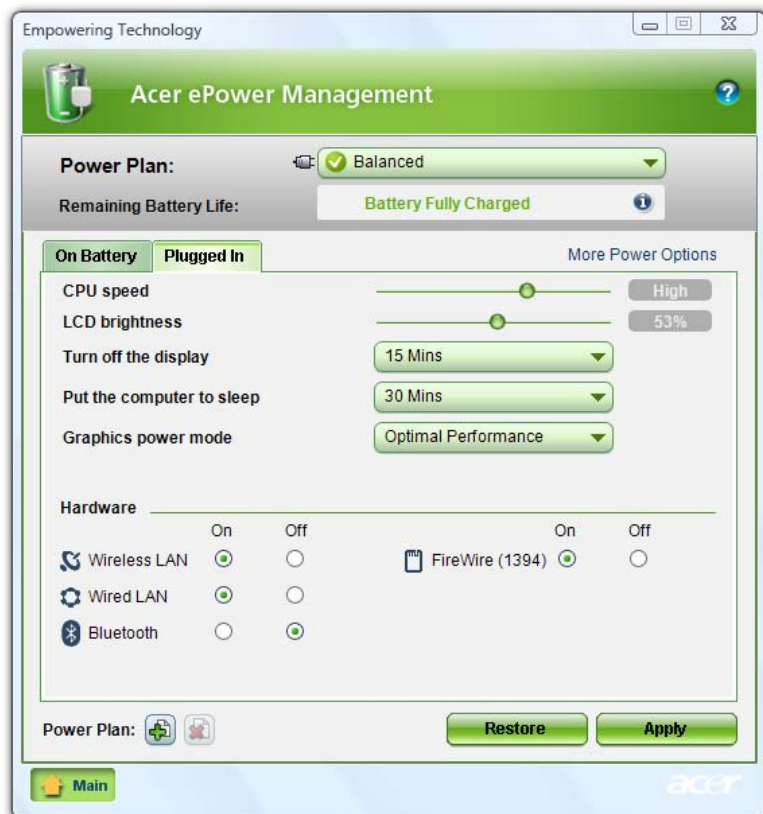 Empowering Technology
Acer ePower Management
Power Plan: Balanced
Remaining Battery Life: Battery Fully Charged
On Battery Plugged In More Power Options
CPU speed High
LCD brightness 53%
Turn off the display 15 Mins
Put the computer to sleep 30 Mins
Graphics power mode Optimal Performance
Hardware
On Off On Off
Wireless LAN FireWire (1394)
Wired LAN
Bluetooth
Power Plan: Restore Apply
Main acer